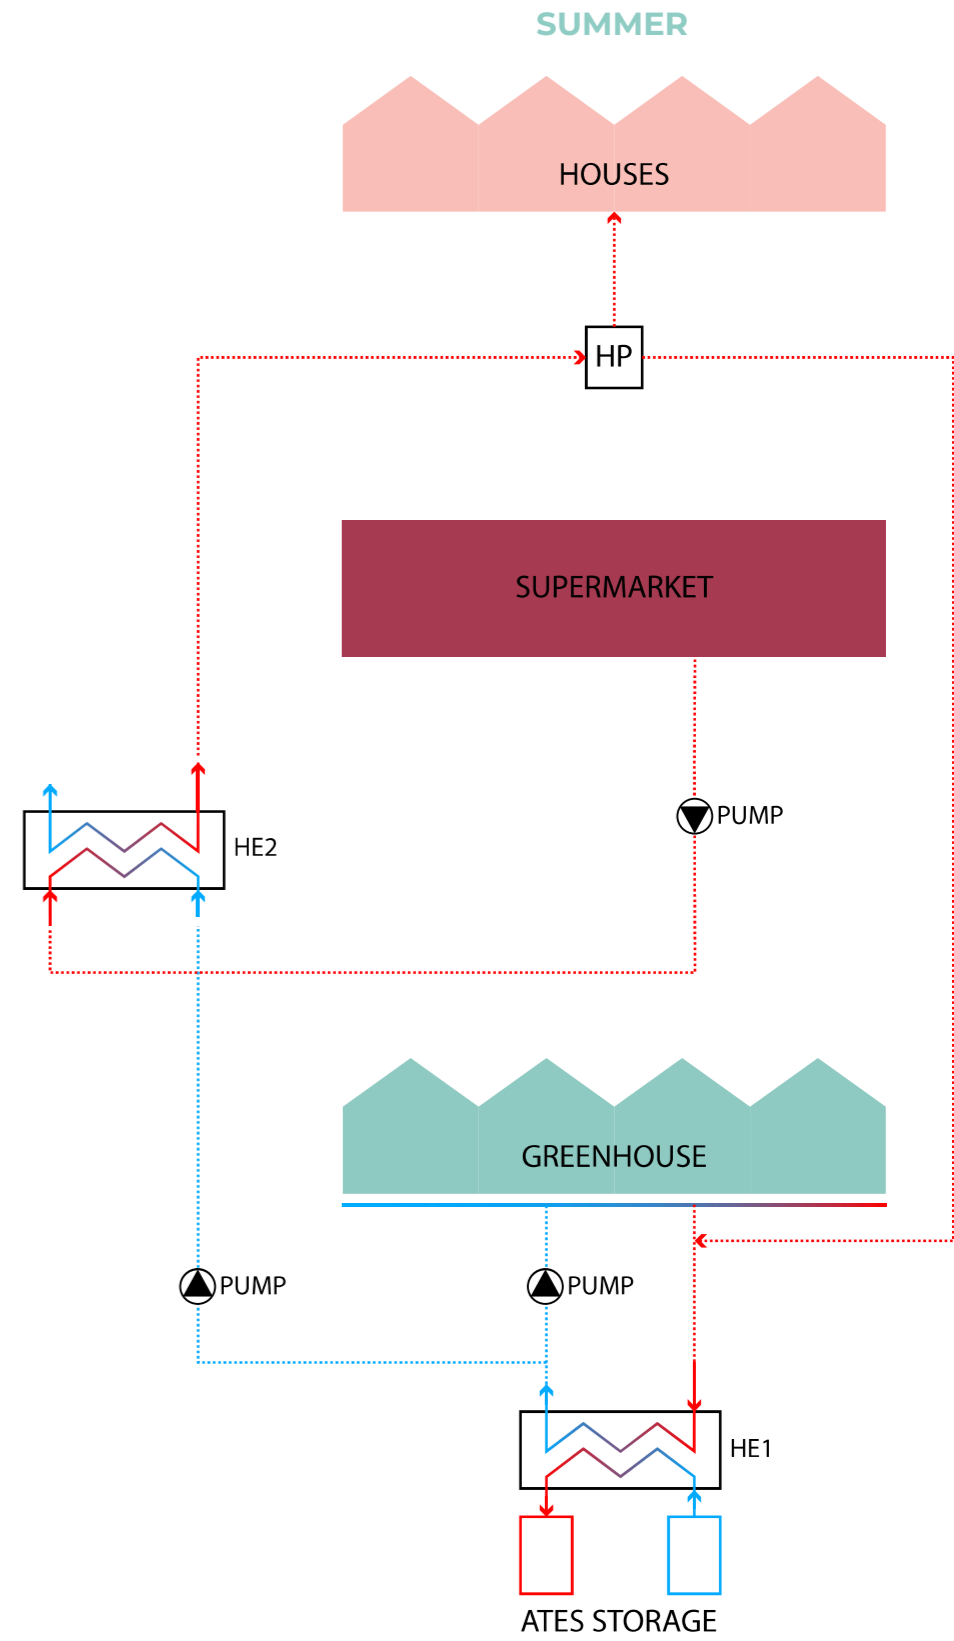 SUMMER
HOUSES
HP
SUPERMARKET
PUMP
HE2
GREENHOUSE
PUMP
PUMP
HE1
ATES STORAGE